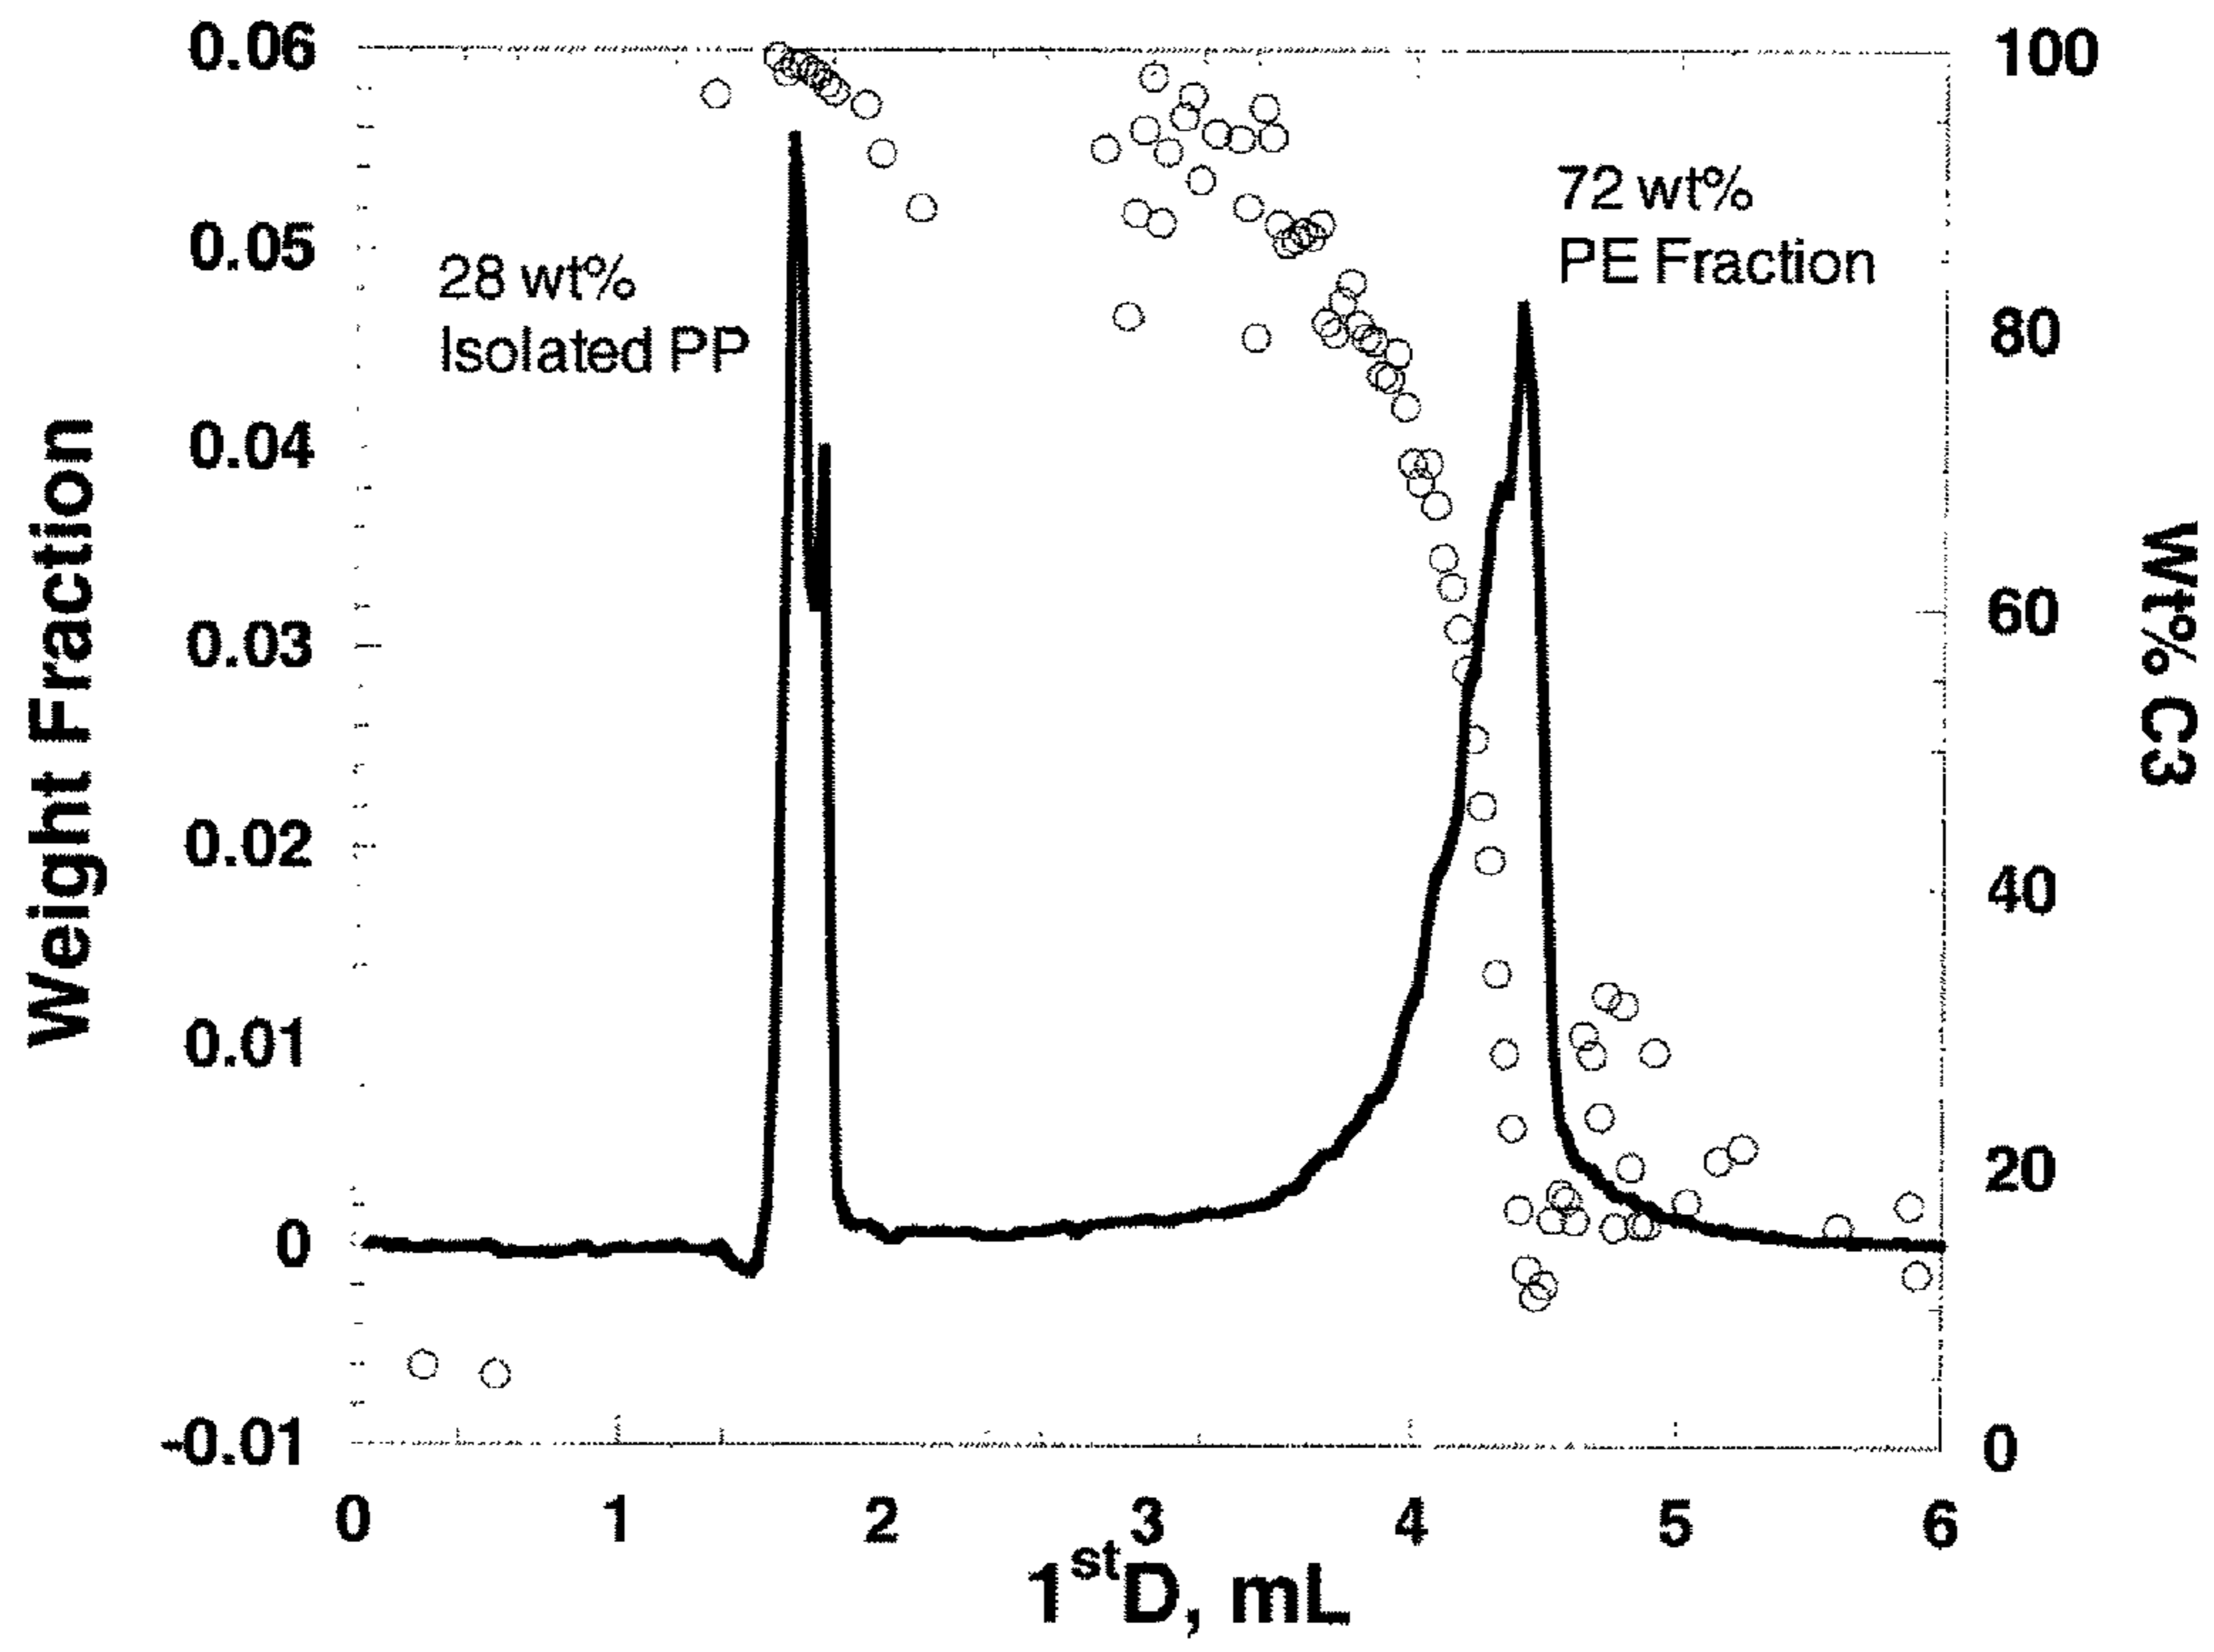 0.06
0.05
0.04
0.03
0.02
0.01
0
-0.01
Weight Fraction
28 wt%
Isolated PP
72 wt%
PE Fraction
100
80
60
40
20
0
Wt% C3
0 1 2 3 4 5 6
1stD, mL